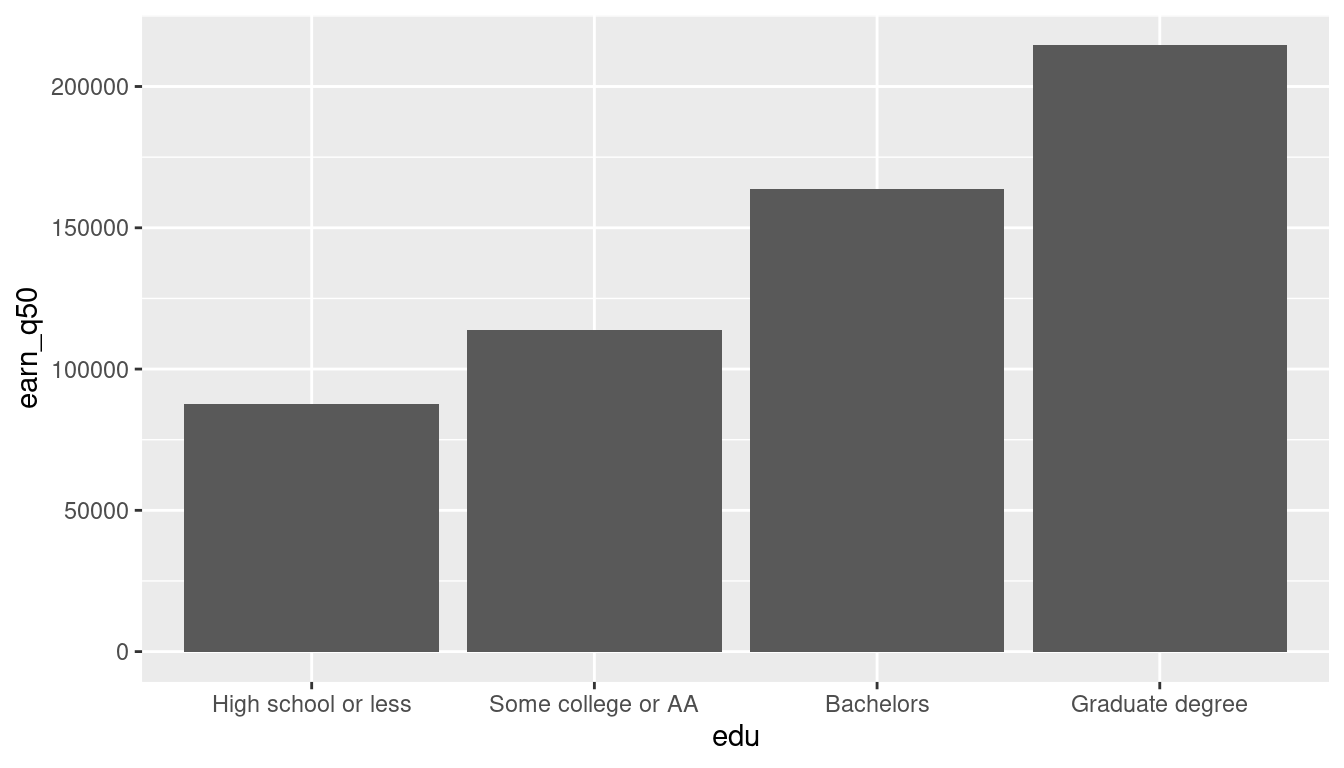 earn_q50
200000
150000
100000
50000
0
High school or less
Some college or AA
Bachelors
Graduate degree
edu